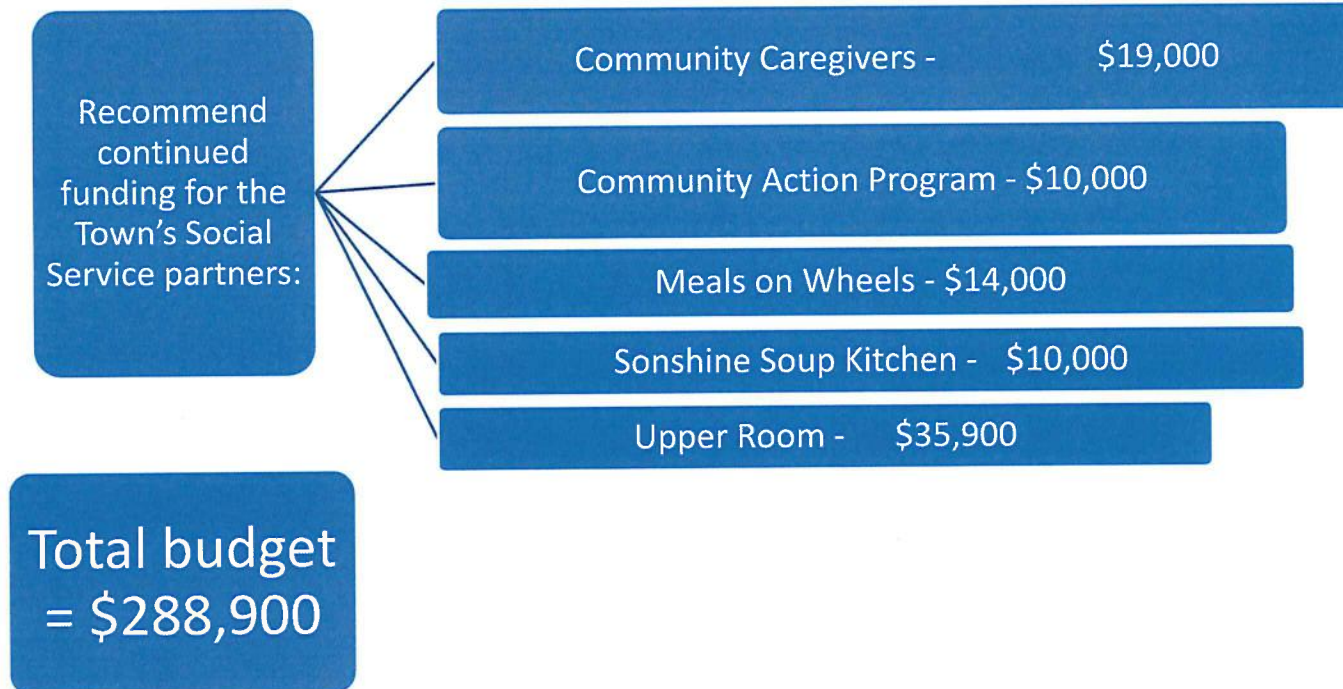 Recommend
continued
funding for the
Town's Social
Service partners:
Community Caregivers - $19,000
Community Action Program - $10,000
Meals on Wheels - $14,000
Sonshine Soup Kitchen - $10,000
Upper Room - $35,900
Total budget
= $288,900